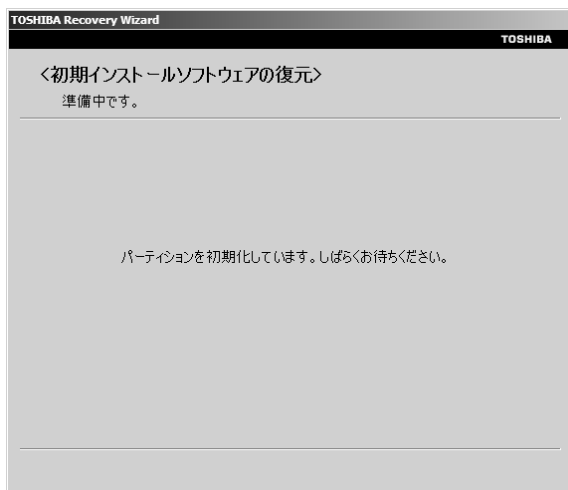 TOSHIBA Recovery Wizard
TOSHIBA
<初期インストールソフトウェアの復元>
準備中です。
パーティションを初期化しています。しばらくお待ちください。